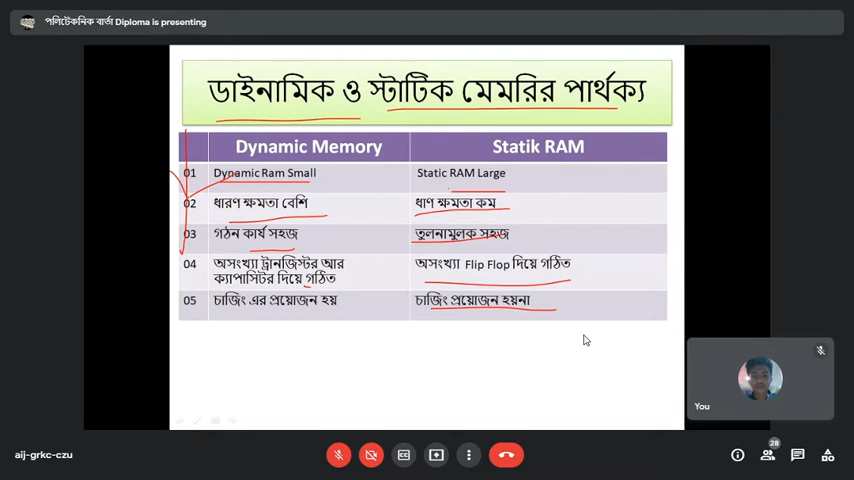 পলিটেকনিক বার্তা Diploma is presenting
ডাইনামিক ও স্টাটিক মেমরির পার্থক্য
Dynamic Memory Statik RAM
01 Dynamic Ram Small Static RAM Large
02 ধারণ ক্ষমতা বেশি ধাণ ক্ষমতা কম
03 গঠন কার্য সহজ তুলনামুলক সহজ
04 অসংখ্যা ট্রানজিস্টর আর অসংখ্যা Flip Flop দিয়ে গঠিত
ক্যাপাসিটর দিয়ে গঠিত
05 চার্জিং এর প্রয়োজন হয় চার্জিং প্রয়োজন হয়না
You
28
aij-grkc-czu